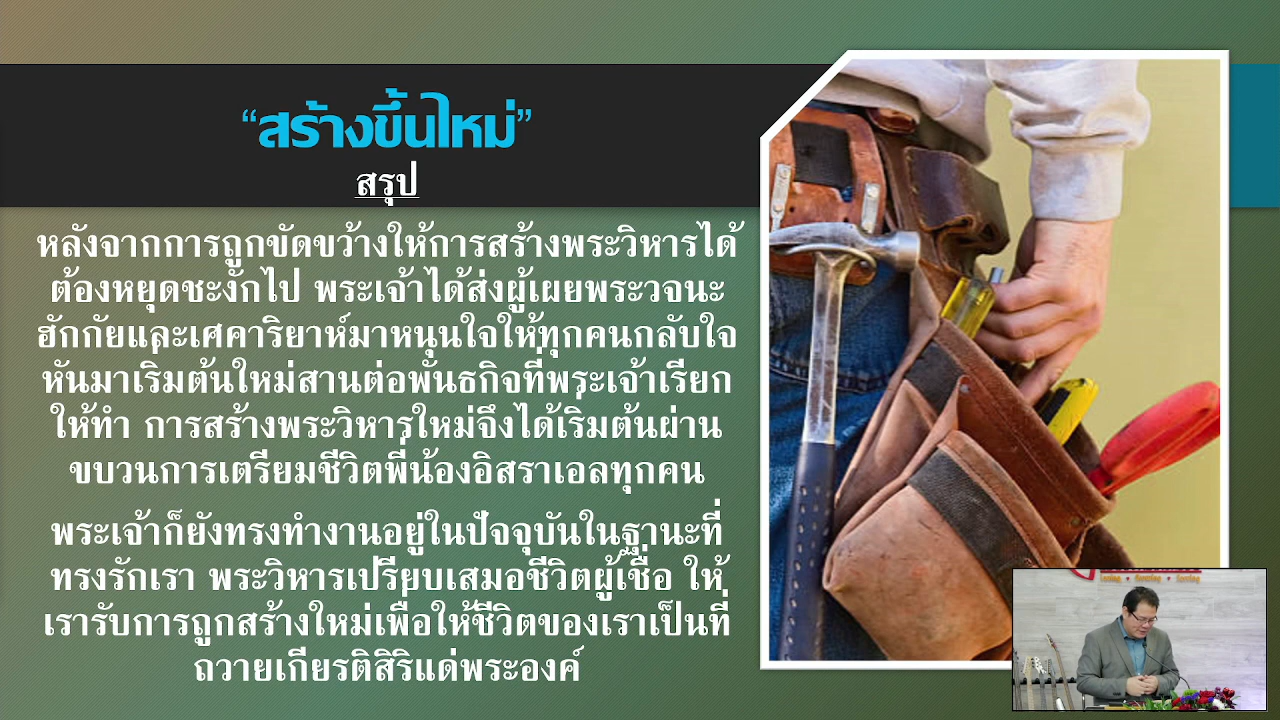 “สร้างขึ้นใหม่”
สรุป
หลังจากการถูกขัดขว้างให้การสร้างพระวิหารได้
ต้องหยุดชะงักไป พระเจ้าได้ส่งผู้เผยพระวจนะ
ฮักกัยและเศคาริยาห์มาหนุนใจให้ทุกคนกลับใจ
หันมาเริ่มต้นใหม่สานต่อพันธกิจที่พระเจ้าเรียก
ให้ทำ การสร้างพระวิหารใหม่จึงได้เริ่มต้นผ่าน
ขบวนการเตรียมชีวิตพี่น้องอิสราเอลทุกคน
พระเจ้าก็ยังทรงทำงานอยู่ในปัจจุบันในฐานะที่
ทรงรักเรา พระวิหารเปรียบเสมอชีวิตผู้เชื่อ ให้
เรารับการถูกสร้างใหม่เพื่อให้ชีวิตของเราเป็นที่
ถวายเกียรติสิริแด่พระองค์